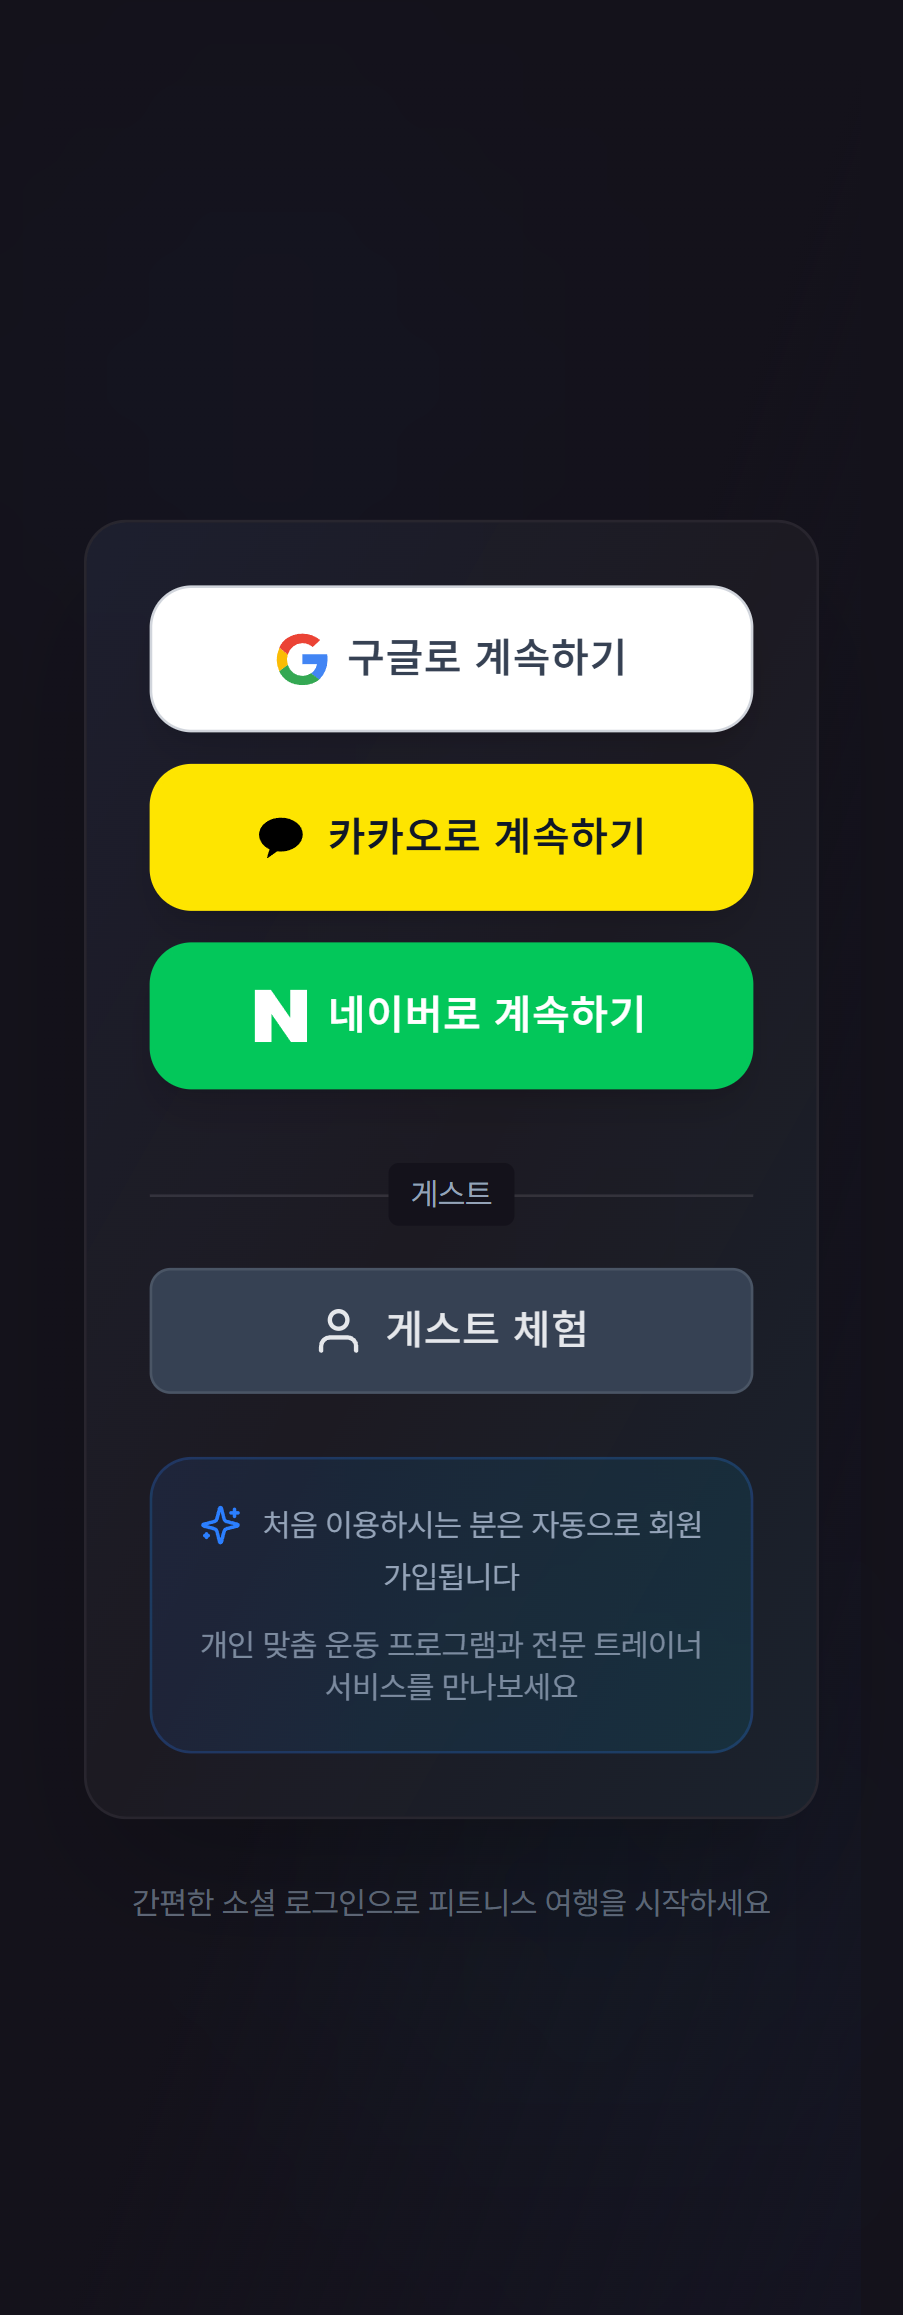 구글로 계속하기
카카오로 계속하기
네이버로 계속하기
게스트
게스트 체험
처음 이용하시는 분은 자동으로 회원
가입됩니다
개인 맞춤 운동 프로그램과 전문 트레이너
서비스를 만나보세요
간편한 소셜 로그인으로 피트니스 여행을 시작하세요